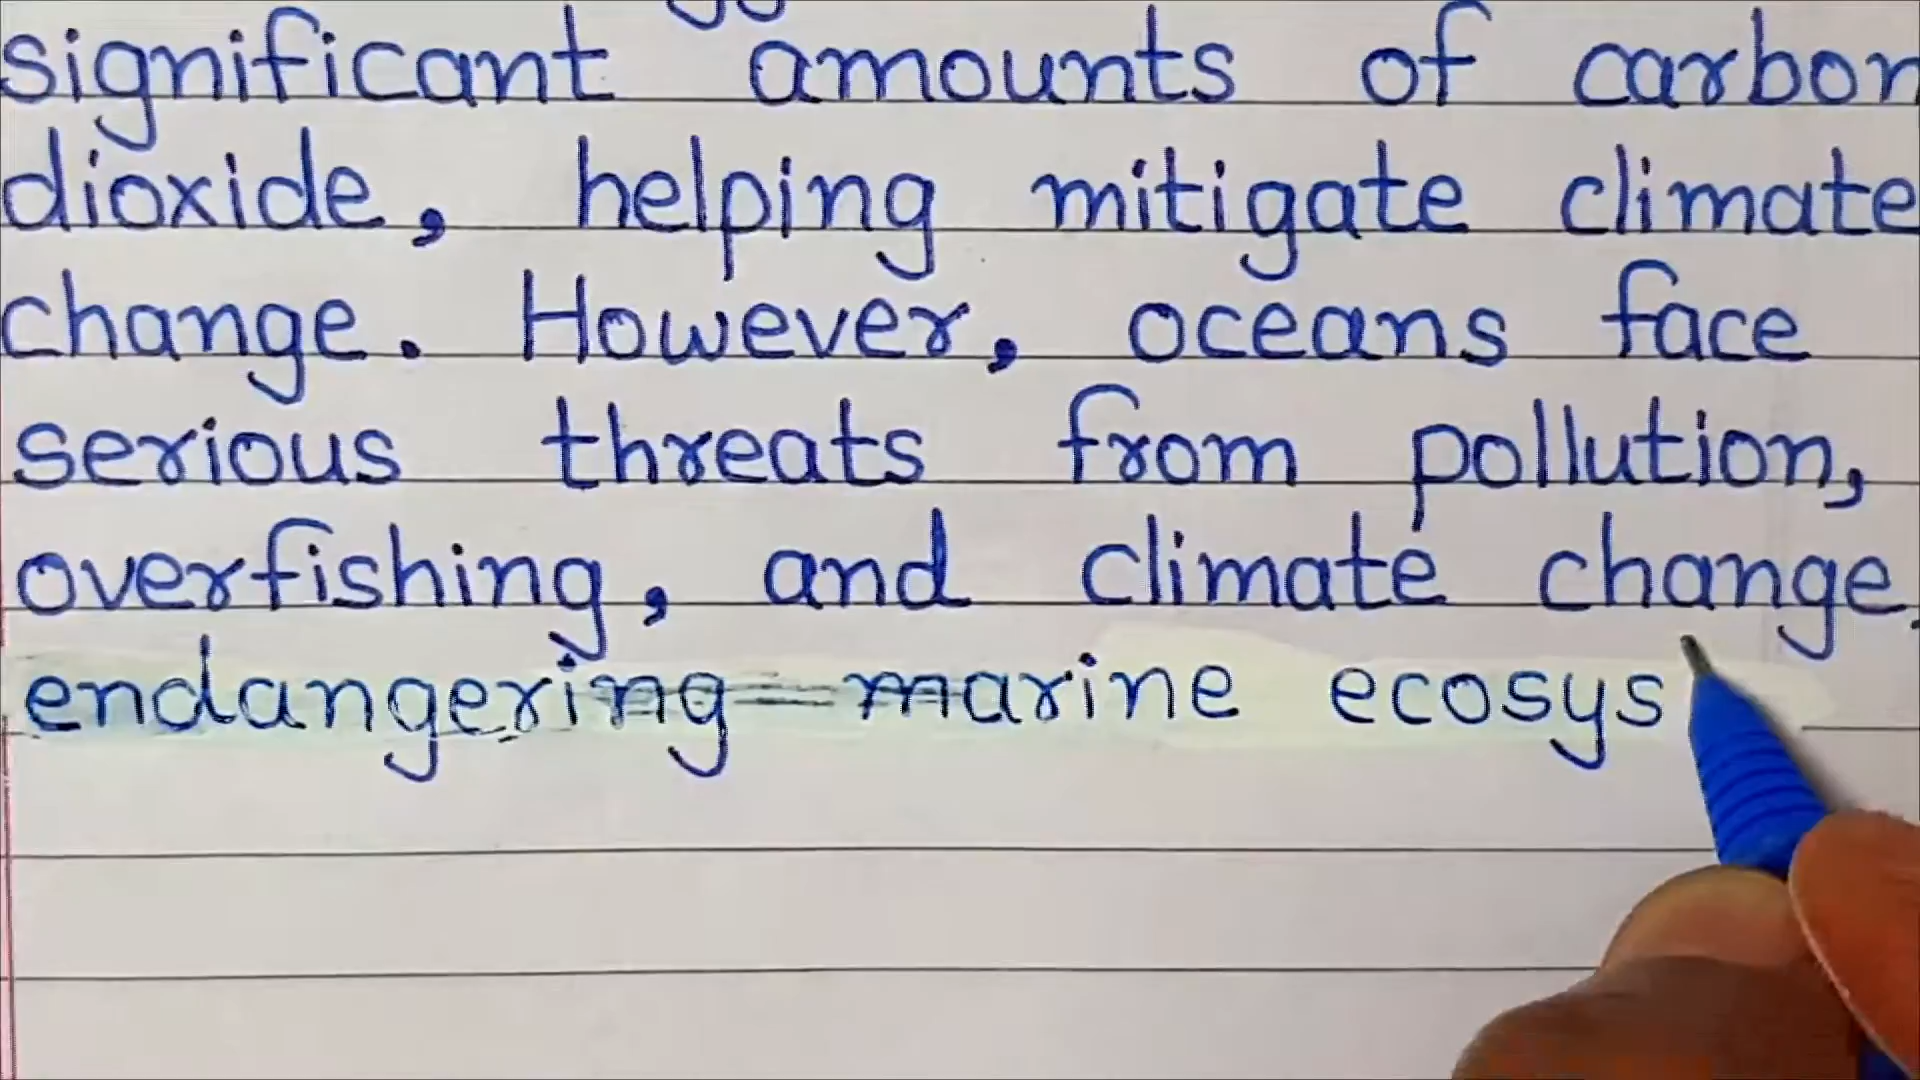 significant amounts of carbon
dioxide, helping mitigate climate
change. However, oceans face
serious threats from pollution,
overfishing, and climate change,
endangering marine ecosys